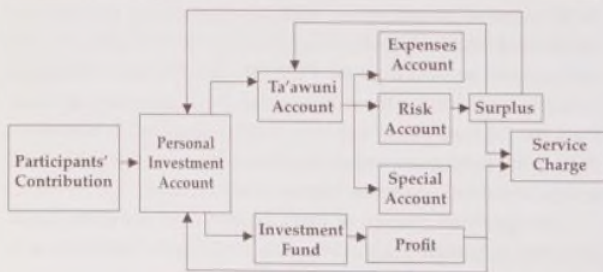 Participants'
Contribution
Personal
Investment
Account
Ta'awuni
Account
Expenses
Account
Risk
Account
Special
Account
Surplus
Service
Charge
Investment
Fund
Profit